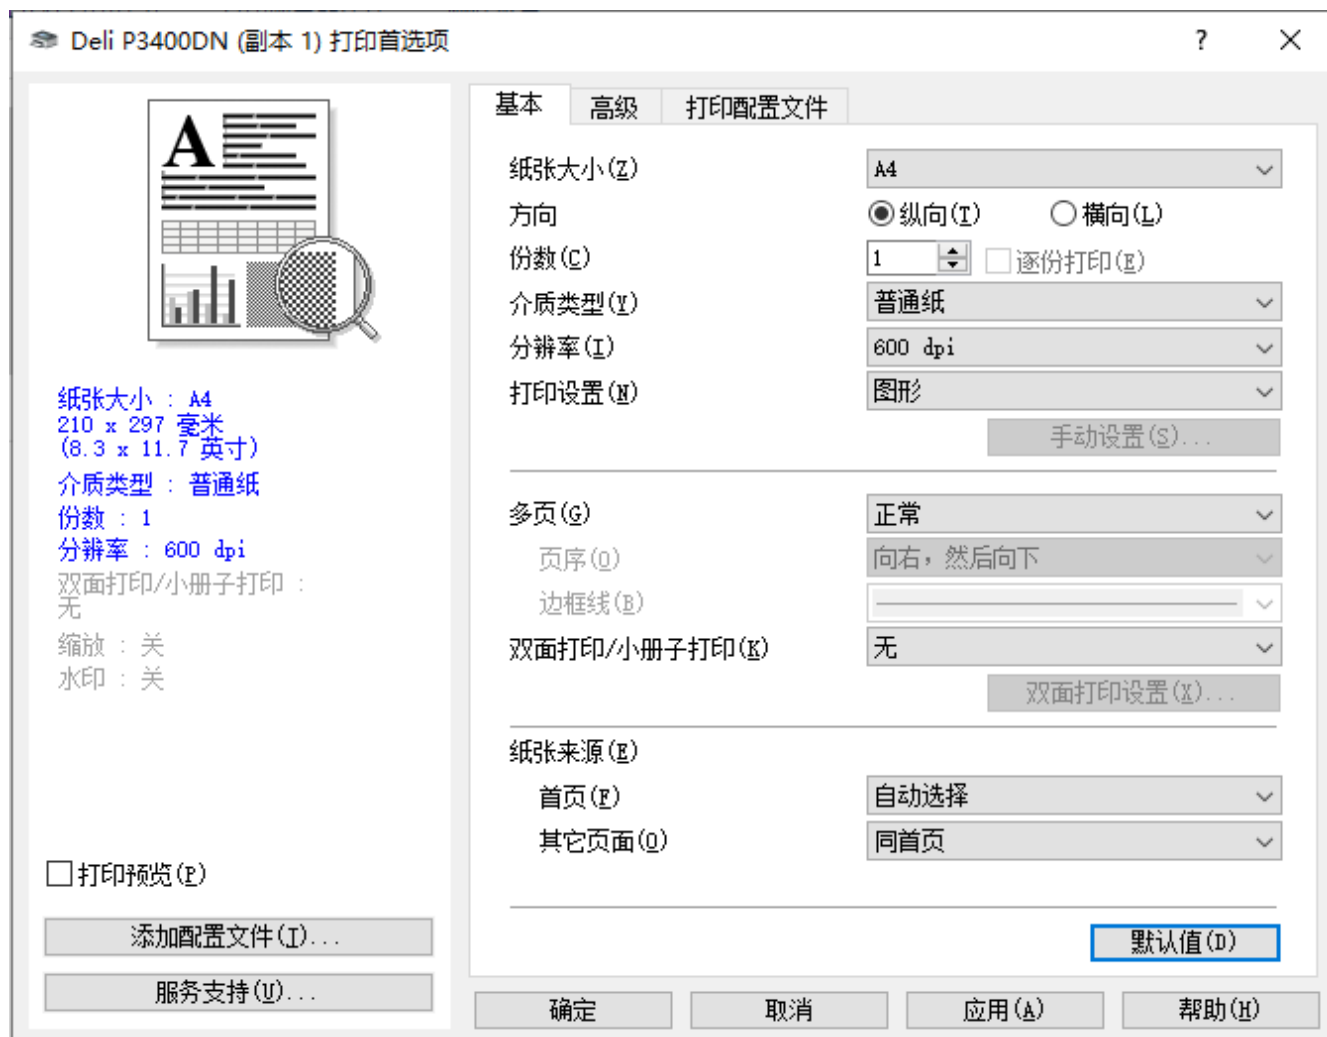 Deli P3400DN (副本 1) 打印首选项
?
A
纸张大小 : A4
210 x 297 毫米
(8.3 x 11.7 英寸)
介质类型 : 普通纸
份数 : 1
分辨率 : 600 dpi
双面打印/小册子打印 :
无
缩放 : 关
水印 : 关
打印预览(P)
添加配置文件(I)...
服务支持(U)...
基本 高级 打印配置文件
纸张大小(Z) A4
方向 纵向(T) 横向(L)
份数(C) 1 逐份打印(E)
介质类型(Y) 普通纸
分辨率(I) 600 dpi
打印设置(N) 图形
手动设置(S)...
多页(G) 正常
页序(O) 向右，然后向下
边框线(B)
双面打印/小册子打印(K) 无
双面打印设置(X)...
纸张来源(E)
首页(F) 自动选择
其它页面(O) 同首页
默认值(D)
确定 取消 应用(A) 帮助(H)